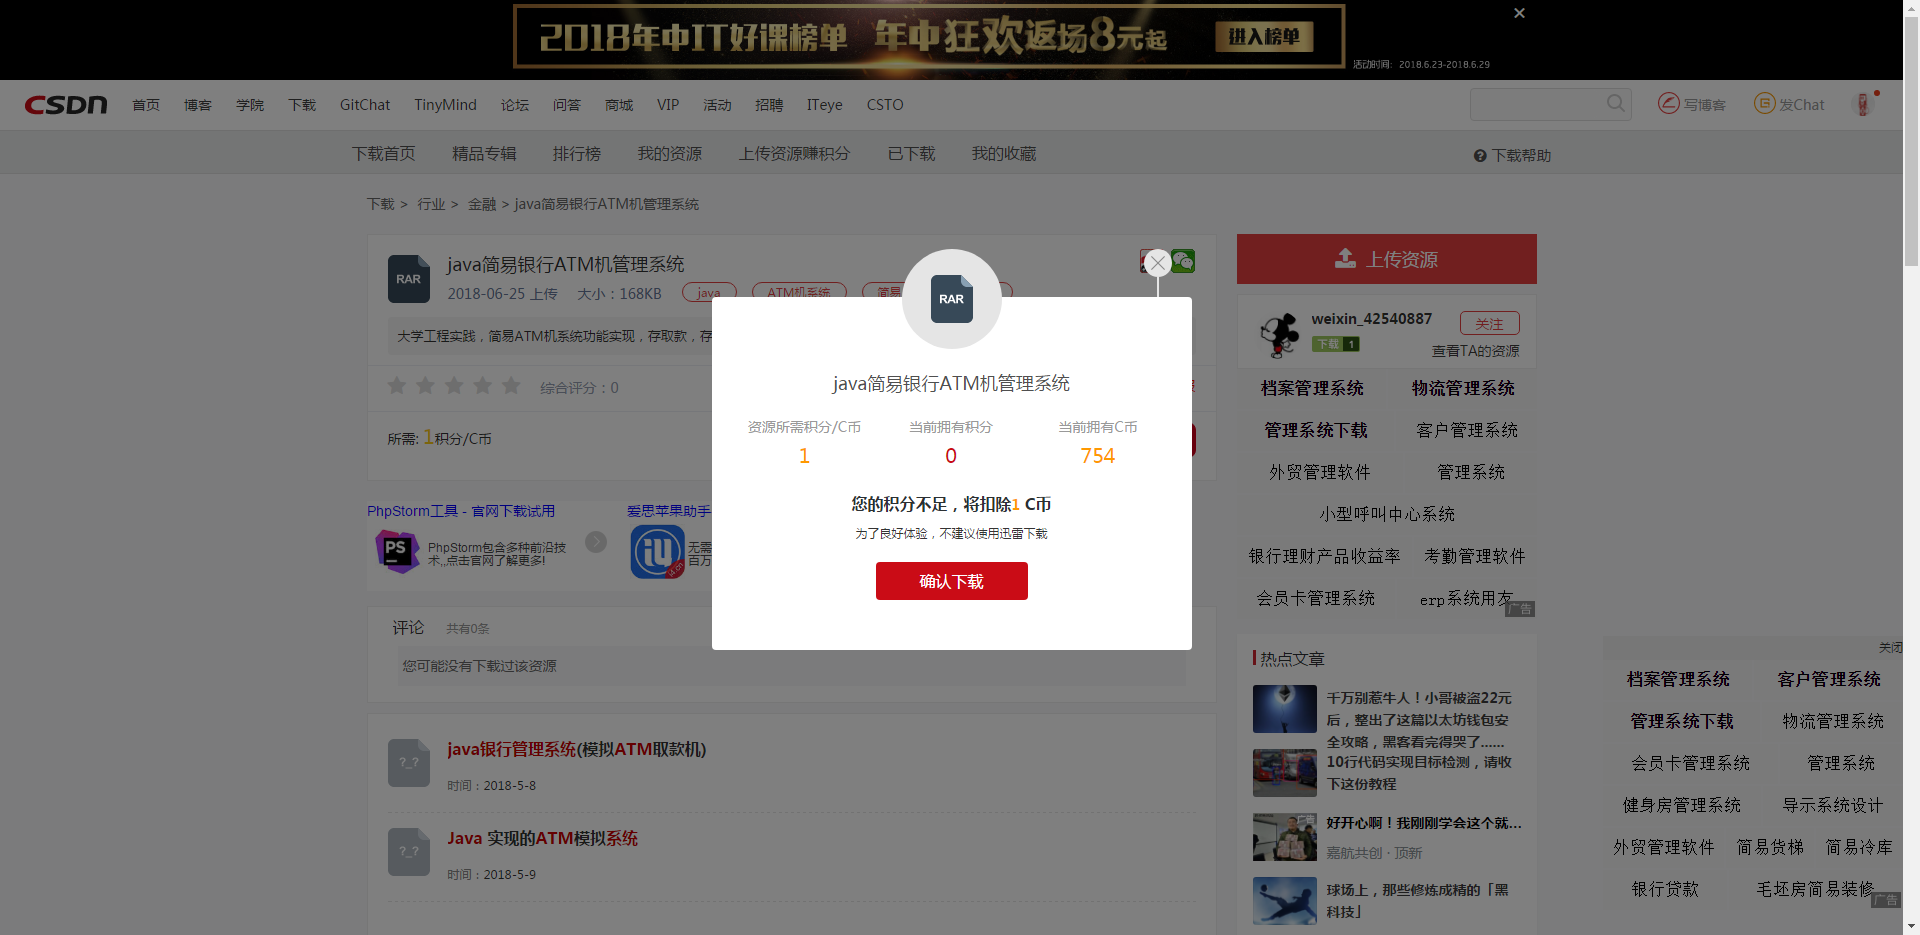 2018年中IT好课榜单 年中狂欢返场8元起 进入榜单
活动时间：2018.6.23-2018.6.29
CSDN 首页 博客 学院 下载 GitChat TinyMind 论坛 问答 商城 VIP 活动 招聘 ITeye CSTO 写博客 发Chat
下载首页 精品专辑 排行榜 我的资源 上传资源赚积分 已下载 我的收藏 下载帮助
下载 > 行业 > 金融 > java简易银行ATM机管理系统
RAR
java简易银行ATM机管理系统
2018-06-25 上传 大小：168KB java ATM机系统 简易
大学工程实践，简易ATM机系统功能实现，存取款，存
综合评分：0
所需: 1积分/C币
RAR
java简易银行ATM机管理系统
资源所需积分/C币 当前拥有积分 当前拥有C币
1 0 754
您的积分不足，将扣除1 C币
为了良好体验，不建议使用迅雷下载
确认下载
PhpStorm工具 - 官网下载试用
PS
PhpStorm包含多种前沿技
术,,点击官网了解更多!
爱思苹果助手
iU
i4.cn
无需
百万
评论 共有0条
您可能没有下载过该资源
?_?
java银行管理系统(模拟ATM取款机)
时间：2018-5-8
?_?
Java 实现的ATM模拟系统
时间：2018-5-9
上传资源
weixin_42540887 关注
下载 1
查看TA的资源
档案管理系统 物流管理系统
管理系统下载 客户管理系统
外贸管理软件 管理系统
小型呼叫中心系统
银行理财产品收益率 考勤管理软件
会员卡管理系统 erp系统用友
广告
热点文章
千万别惹牛人！小哥被盗22元
后，整出了这篇以太坊钱包安
全攻略，黑客看完得哭了......
10行代码实现目标检测，请收
下这份教程
广告
好开心啊！我刚刚学会这个就...
嘉航共创 · 顶新
球场上，那些修炼成精的「黑
科技」
关闭
档案管理系统 客户管理系统
管理系统下载 物流管理系统
会员卡管理系统 管理系统
健身房管理系统 导示系统设计
外贸管理软件 简易货梯 简易冷库
银行贷款 毛坯房简易装修
广告